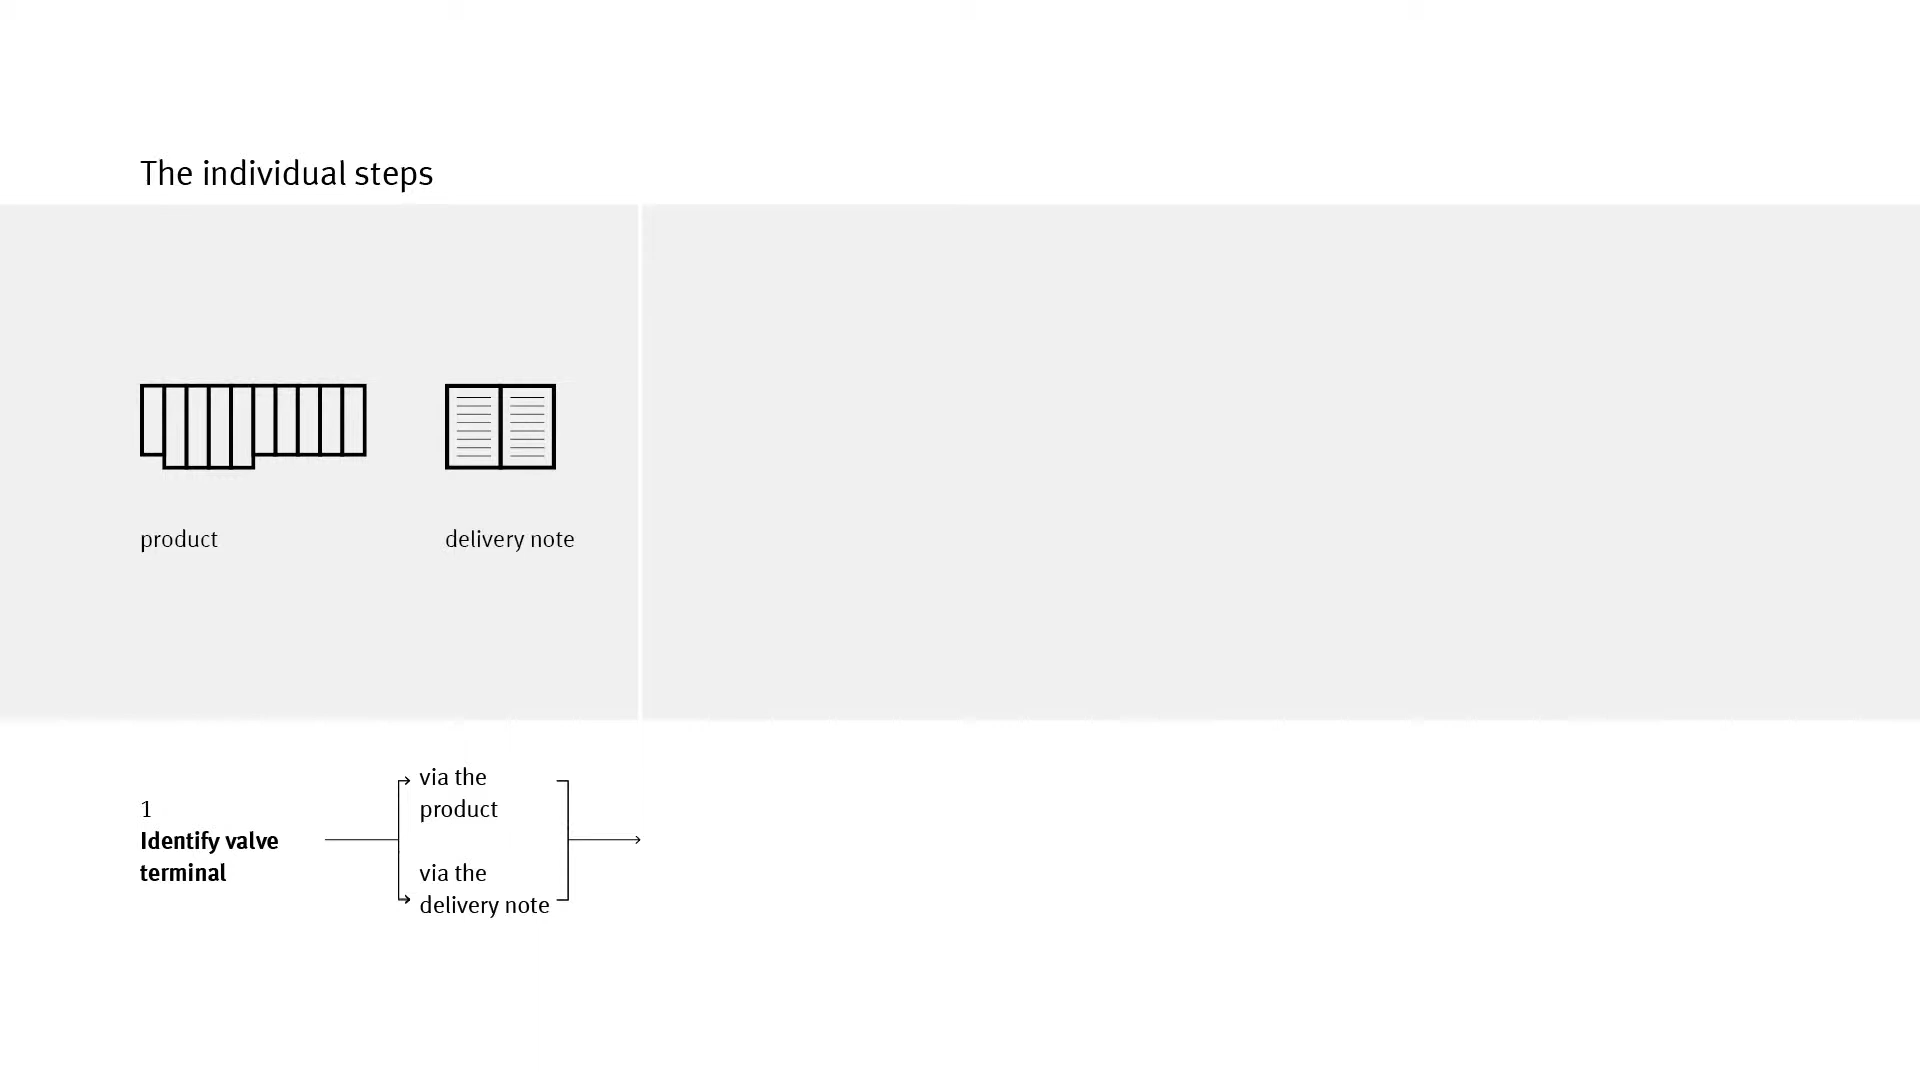 The individual steps
product
delivery note
1
Identify valve
terminal
via the
product
via the
delivery note